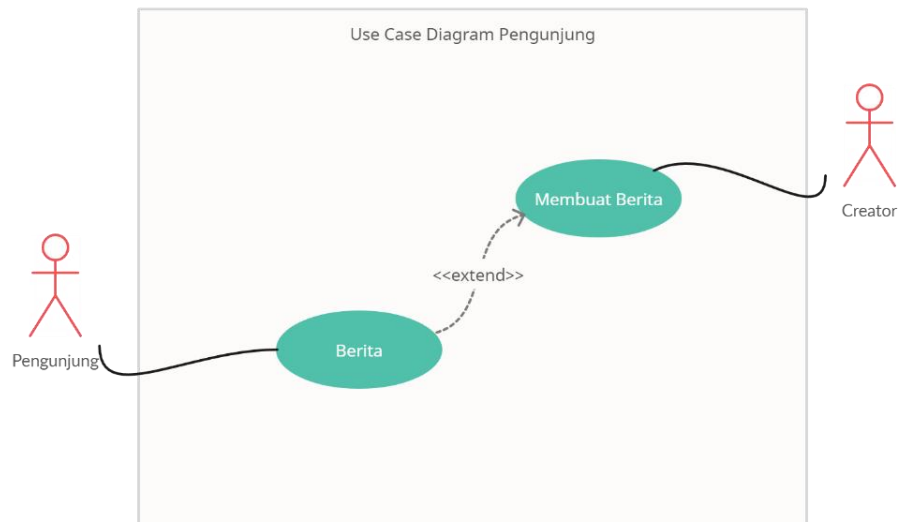 Use Case Diagram Pengunjung
Membuat Berita
Creator
<<extend>>
Berita
Pengunjung